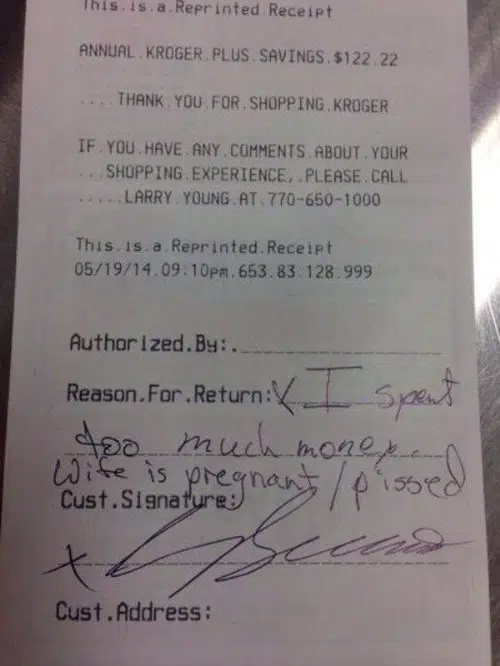 This.is.a.Reprinted Receipt
ANNUAL.KROGER.PLUS.SAVINGS.$122.22
....THANK.YOU.FOR.SHOPPING.KROGER
IF.YOU.HAVE.ANY.COMMENTS.ABOUT.YOUR
...SHOPPING.EXPERIENCE,.PLEASE.CALL
.....LARRY.YOUNG.AT.770-650-1000
This.is.a.Reprinted.Receipt
05/19/14.09:10pm.653.83.128.999
Authorized.By:.
Reason.For.Return: X I spent
too much money.
Wife is pregnant / pissed
Cust.Signature:
X
Cust.Address: